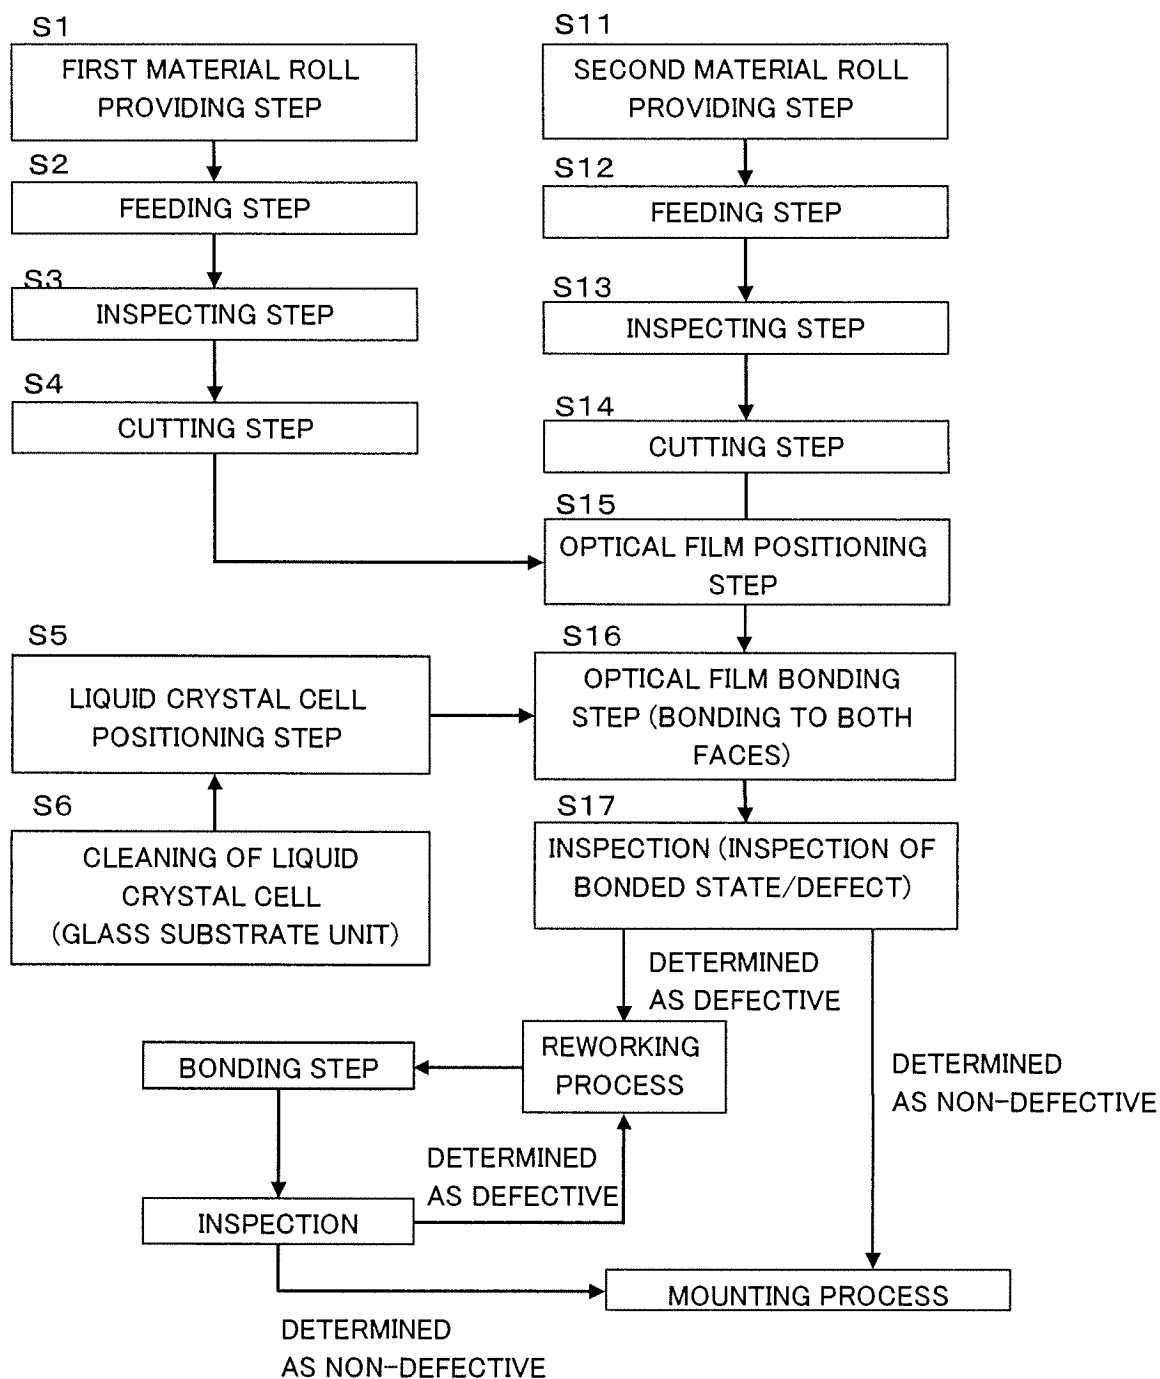 S1
FIRST MATERIAL ROLL
PROVIDING STEP
S2
FEEDING STEP
S3
INSPECTING STEP
S4
CUTTING STEP
S11
SECOND MATERIAL ROLL
PROVIDING STEP
S12
FEEDING STEP
S13
INSPECTING STEP
S14
CUTTING STEP
S15
OPTICAL FILM POSITIONING
STEP
S5
LIQUID CRYSTAL CELL
POSITIONING STEP
S6
CLEANING OF LIQUID
CRYSTAL CELL
(GLASS SUBSTRATE UNIT)
S16
OPTICAL FILM BONDING
STEP (BONDING TO BOTH
FACES)
S17
INSPECTION (INSPECTION OF
BONDED STATE/DEFECT)
DETERMINED
AS DEFECTIVE
REWORKING
PROCESS
BONDING STEP
DETERMINED
AS NON-DEFECTIVE
DETERMINED
AS DEFECTIVE
INSPECTION
MOUNTING PROCESS
DETERMINED
AS NON-DEFECTIVE